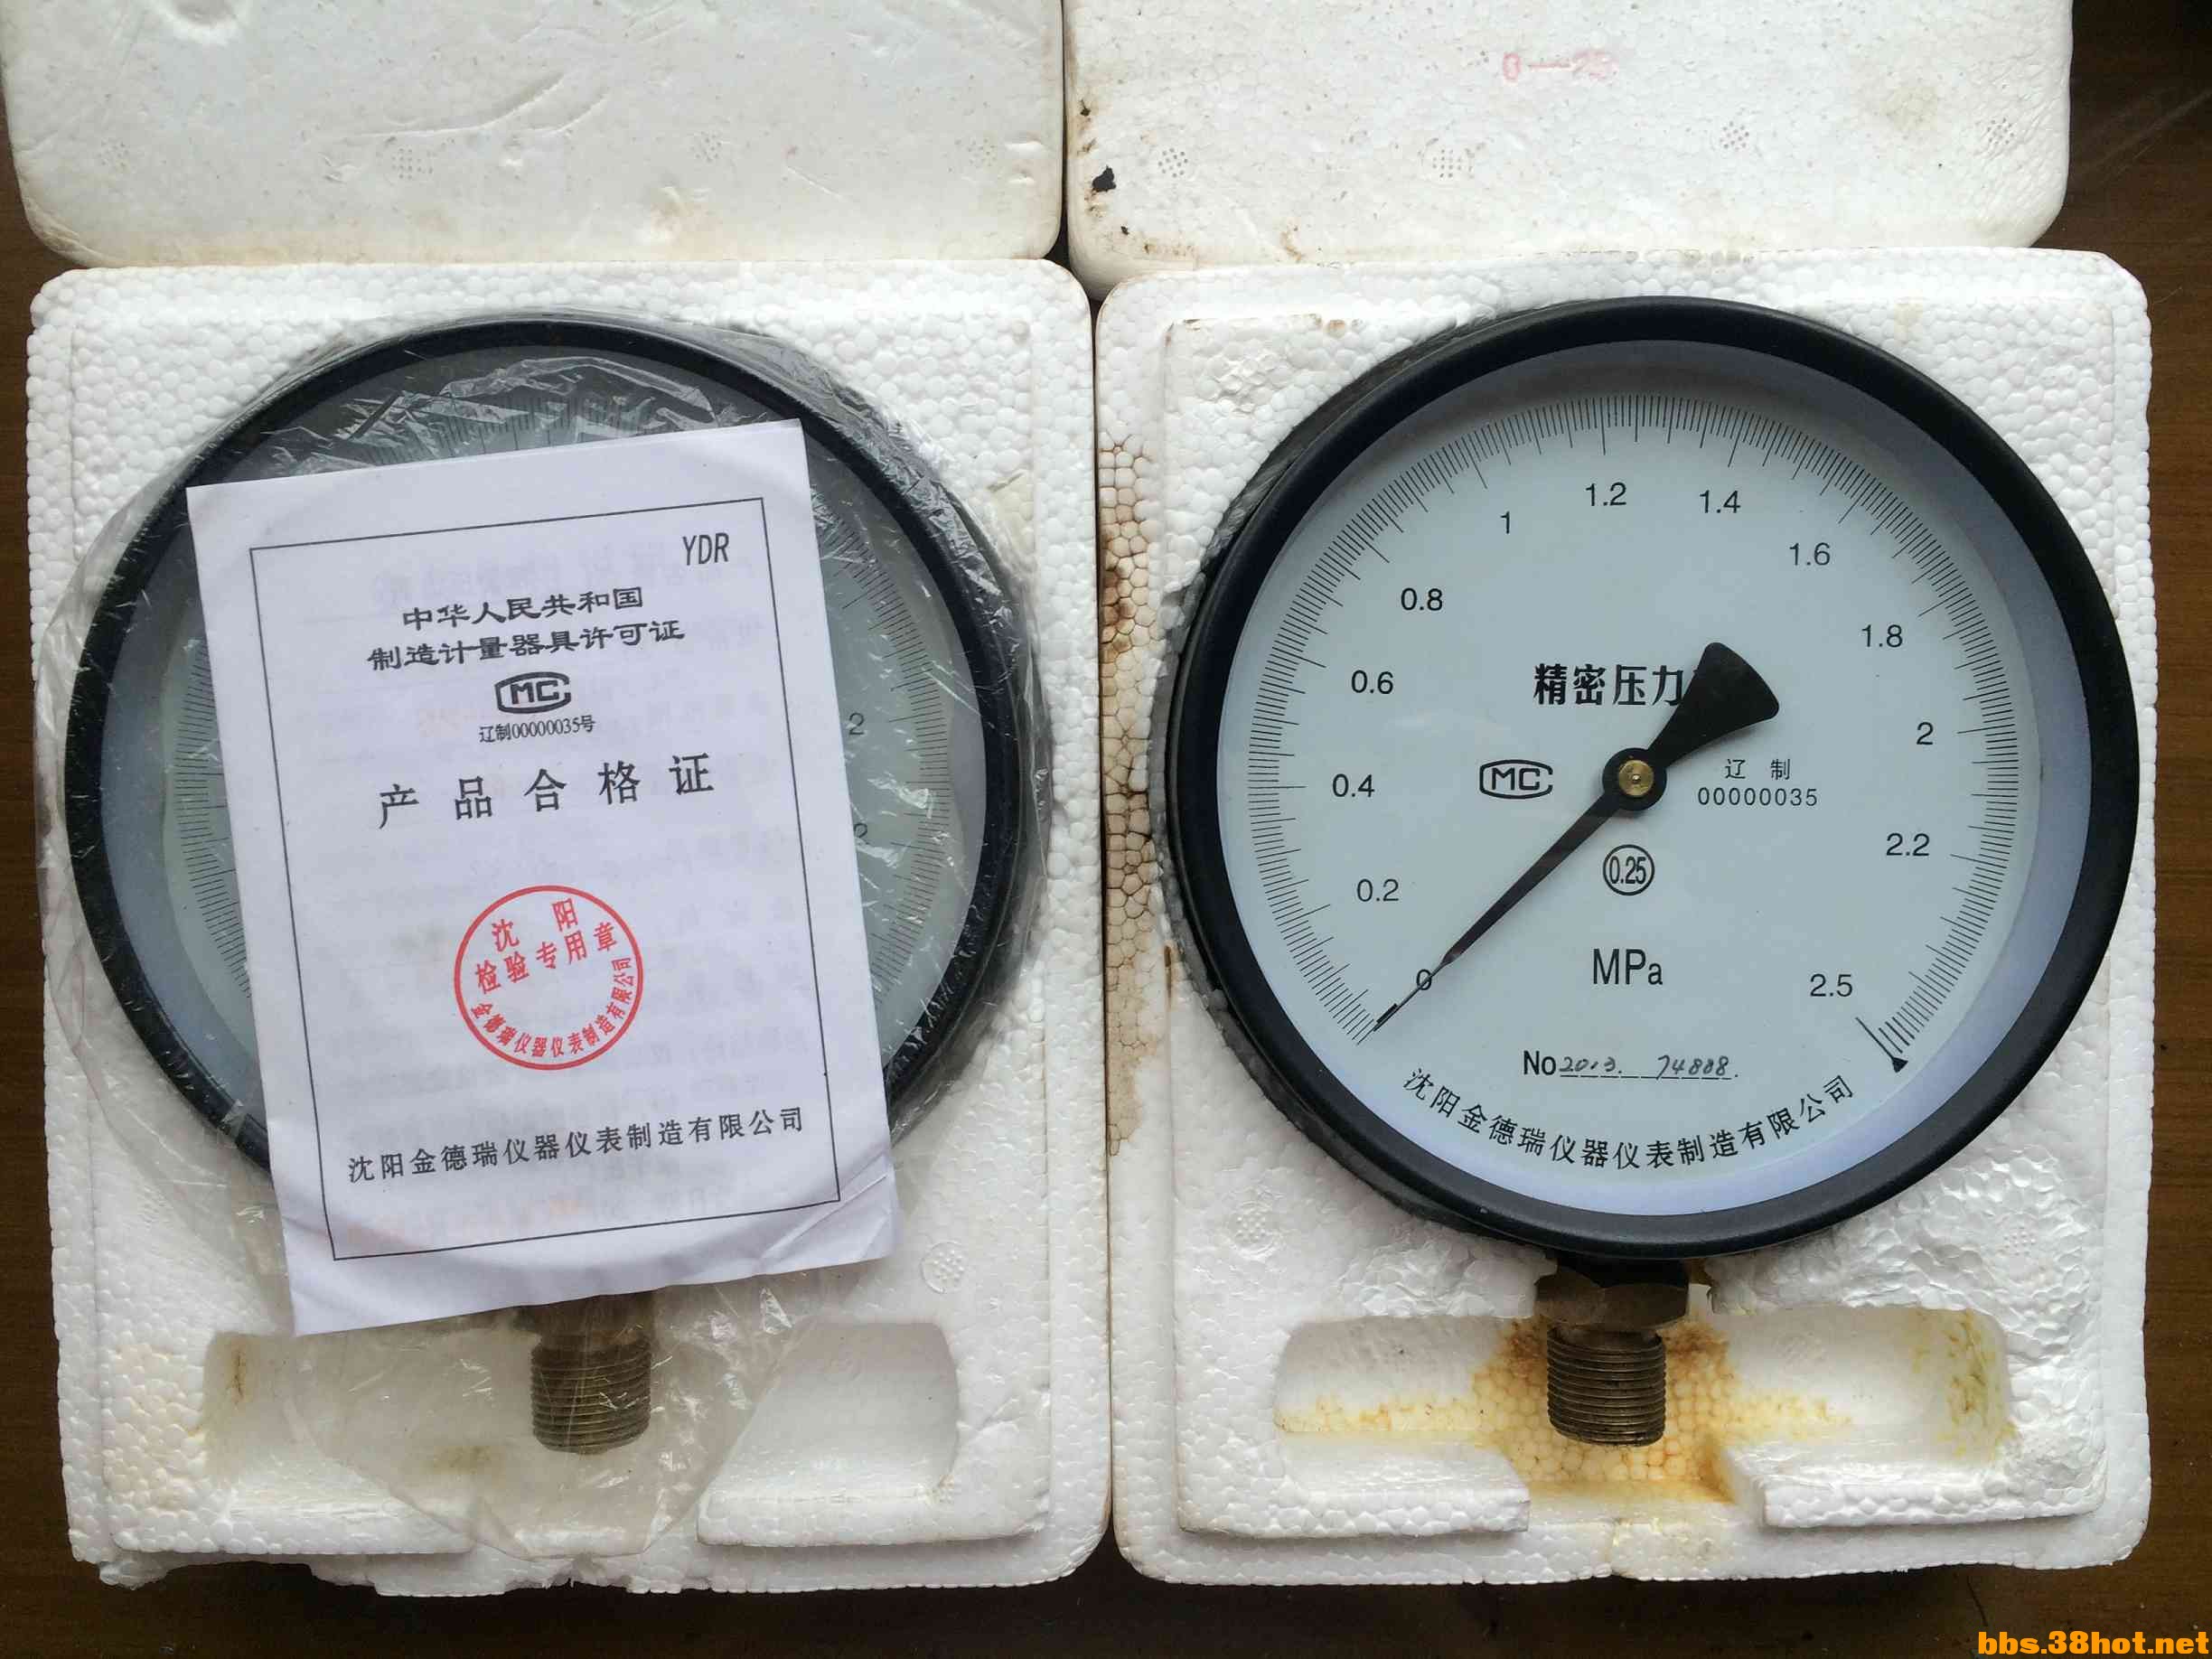 YDR
中华人民共和国
制造计量器具许可证
MC
辽制00000035号
产品合格证
沈阳
检验专用章
金德瑞仪器仪表制造有限公司
沈阳金德瑞仪器仪表制造有限公司
2
0
0.2
0.4
0.6
0.8
1
1.2
1.4
1.6
1.8
2
2.2
2.5
精密压力
MC
辽制
00000035
0.25
MPa
No 2013. 74888.
沈阳金德瑞仪器仪表制造有限公司
bbs.38hot.net